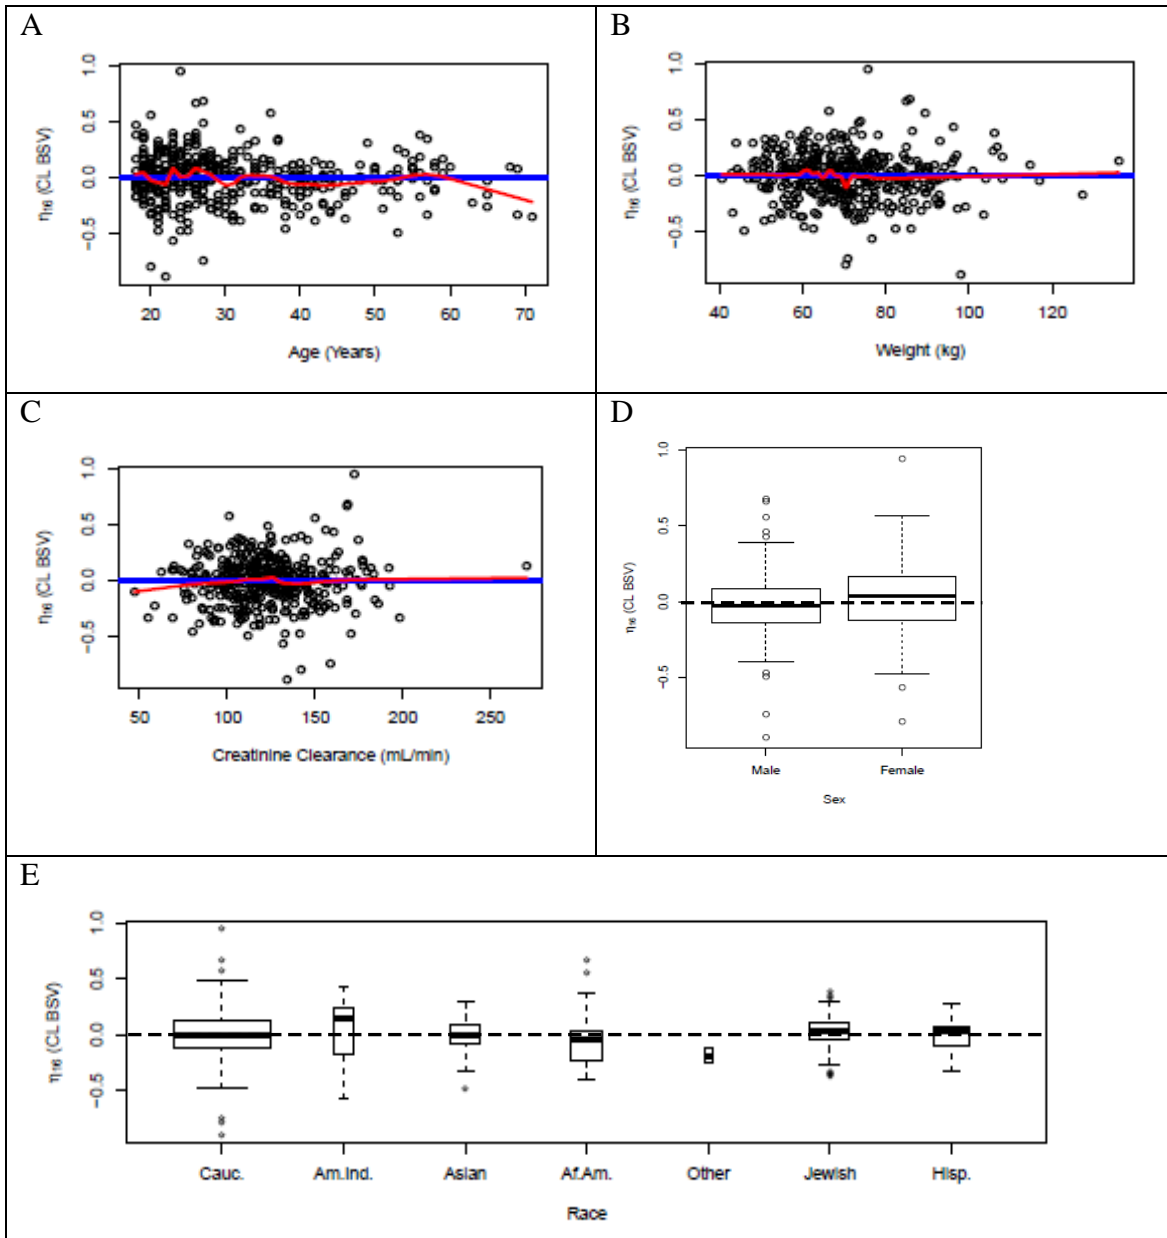 A
η16 (CL BSV)
1.0
0.5
0.0
−0.5
20 30 40 50 60 70
Age (Years)
B
η16 (CL BSV)
1.0
0.5
0.0
−0.5
40 60 80 100 120
Weight (kg)
C
η16 (CL BSV)
1.0
0.5
0.0
−0.5
50 100 150 200 250
Creatinine Clearance (mL/min)
D
η16 (CL BSV)
1.0
0.5
0.0
−0.5
Male Female
Sex
E
η16 (CL BSV)
1.0
0.5
0.0
−0.5
Cauc. Am.Ind. Asian Af.Am. Other Jewish Hisp.
Race